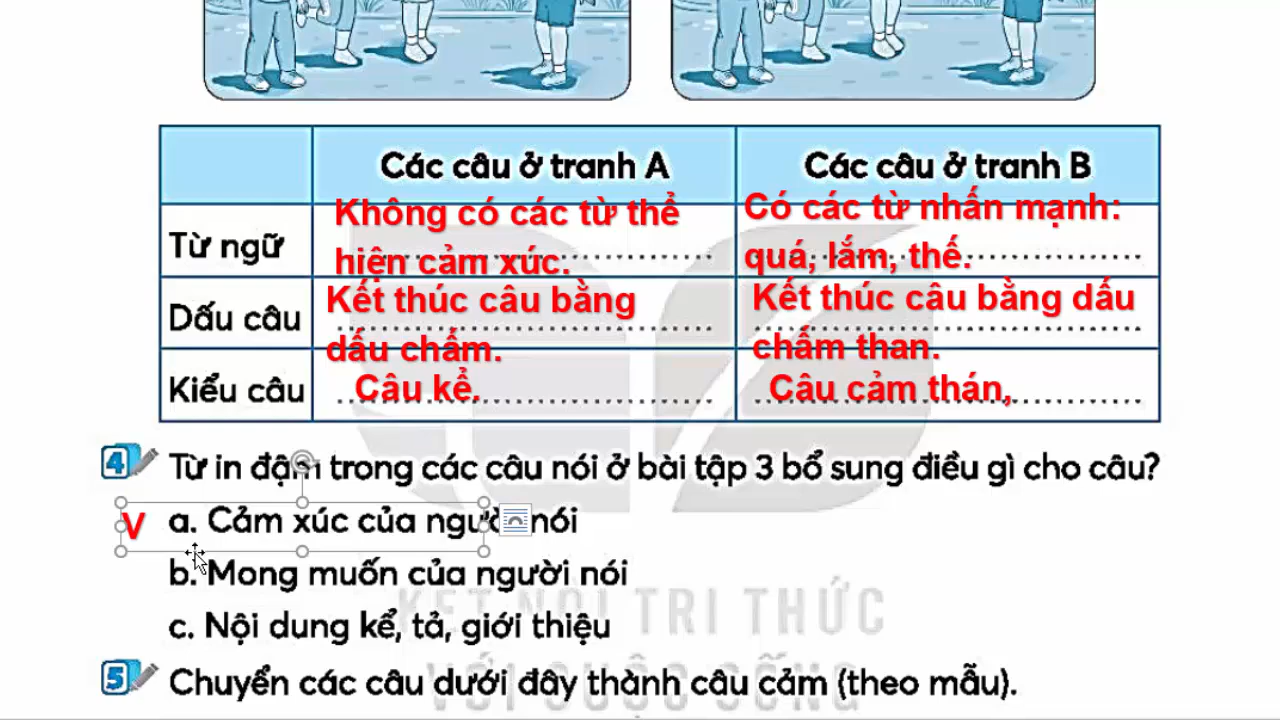 Các câu ở tranh A
Các câu ở tranh B
Từ ngữ
Không có các từ thể
hiện cảm xúc.
Có các từ nhấn mạnh:
quá, lắm, thế.
Dấu câu
Kết thúc câu bằng
dấu chấm.
Kết thúc câu bằng dấu
chấm than.
Kiểu câu
Câu kể.
Câu cảm thán,
4 Từ in đậm trong các câu nói ở bài tập 3 bổ sung điều gì cho câu?
V a. Cảm xúc của người nói
b. Mong muốn của người nói
c. Nội dung kể, tả, giới thiệu
KẾT NỐI TRI THỨC
VỚI CUỘC SỐNG
5 Chuyển các câu dưới đây thành câu cảm (theo mẫu).